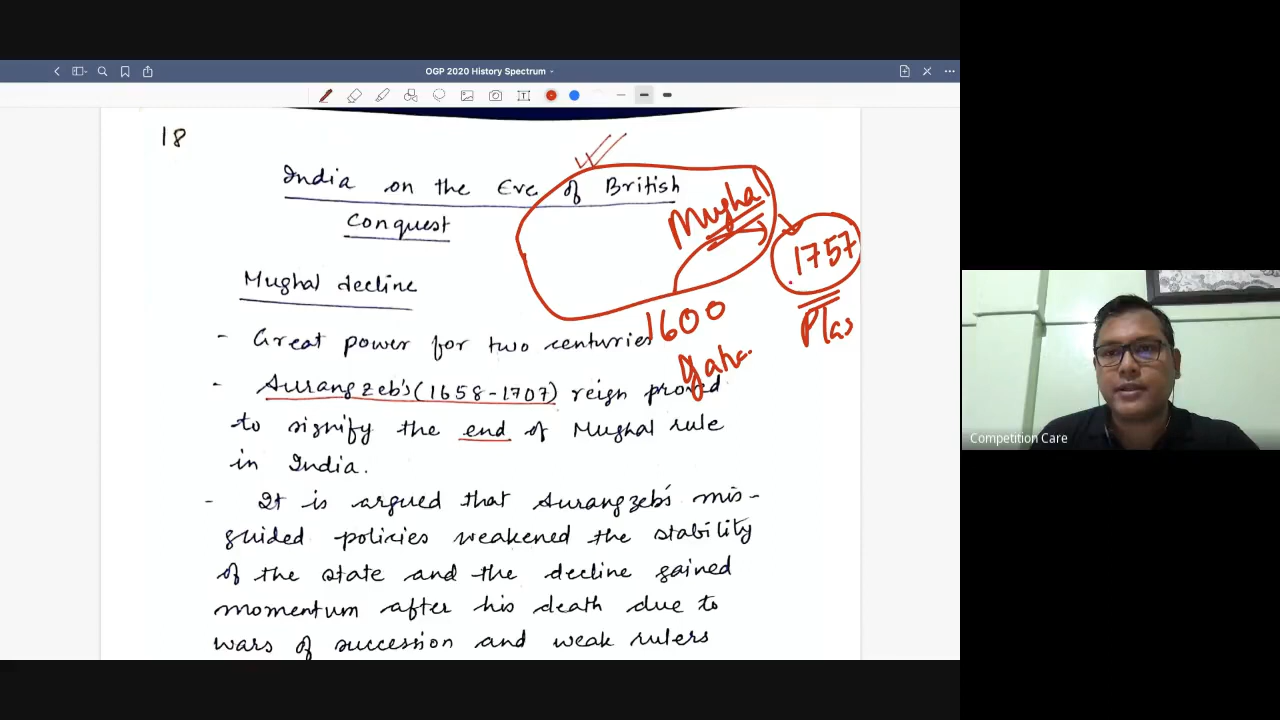 OGP 2020 History Spectrum
18
India on the Eve of British
Conquest
Mughal
1757
Plas
1600
Mughal decline
- Great power for two centuries
- Aurangzeb's (1658-1707) reign proved
to signify the end of Mughal rule
in India.
- It is argued that Aurangzeb's mis-
guided policies weakened the stability
of the state and the decline gained
momentum after his death due to
wars of succession and weak rulers
Competition Care